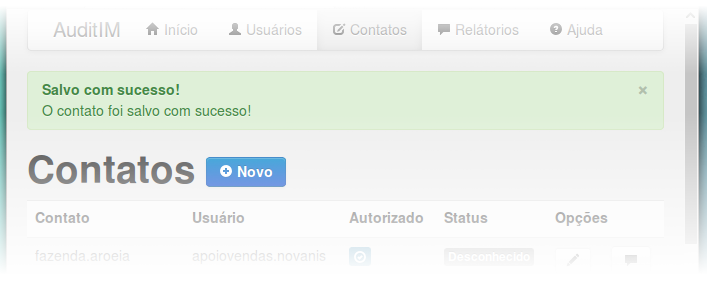 AuditIM Início Usuários Contatos Relátorios Ajuda
Salvo com sucesso! ×
O contato foi salvo com sucesso!
Contatos Novo
Contato Usuário Autorizado Status Opções
fazenda.aroeia apoiovendas.novanis Desconhecido